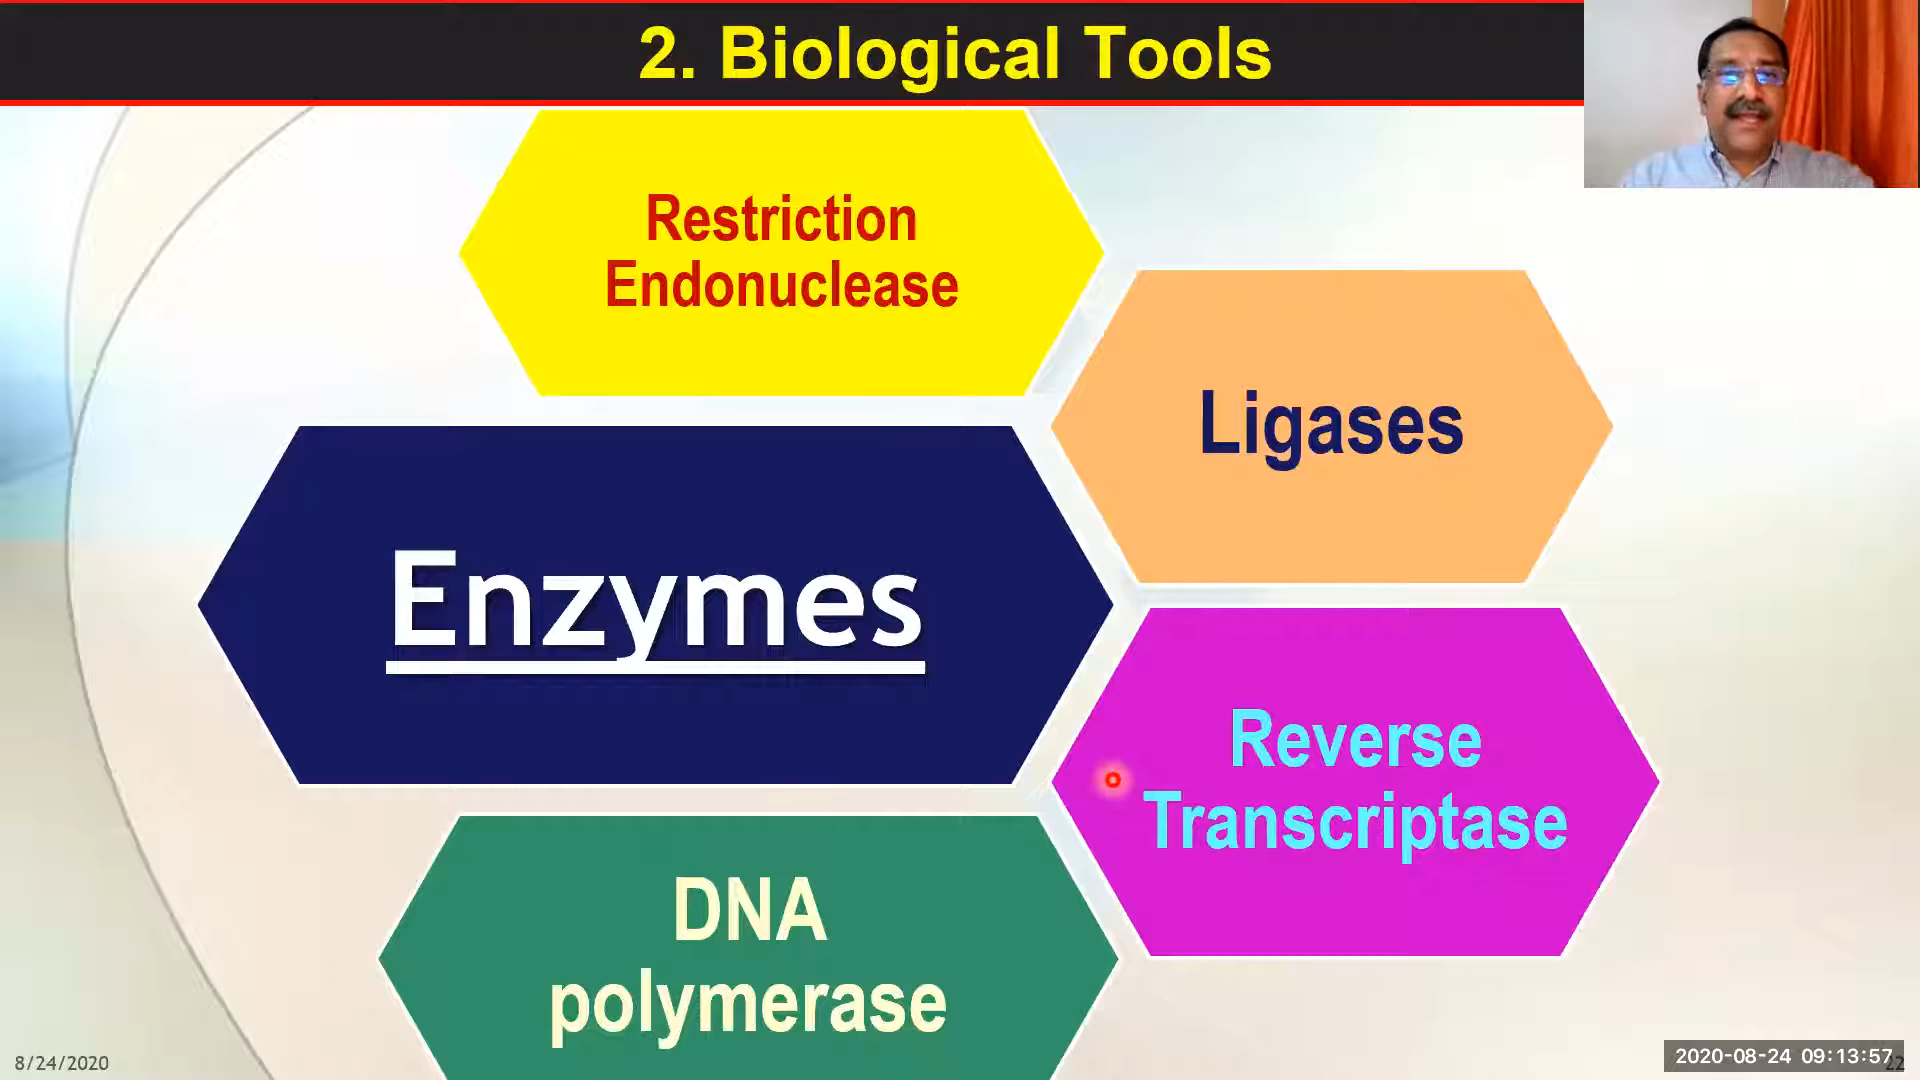 2. Biological Tools
Restriction
Endonuclease
Ligases
Enzymes
Reverse
Transcriptase
DNA
polymerase
8/24/2020
2020-08-24 09:13:57
22